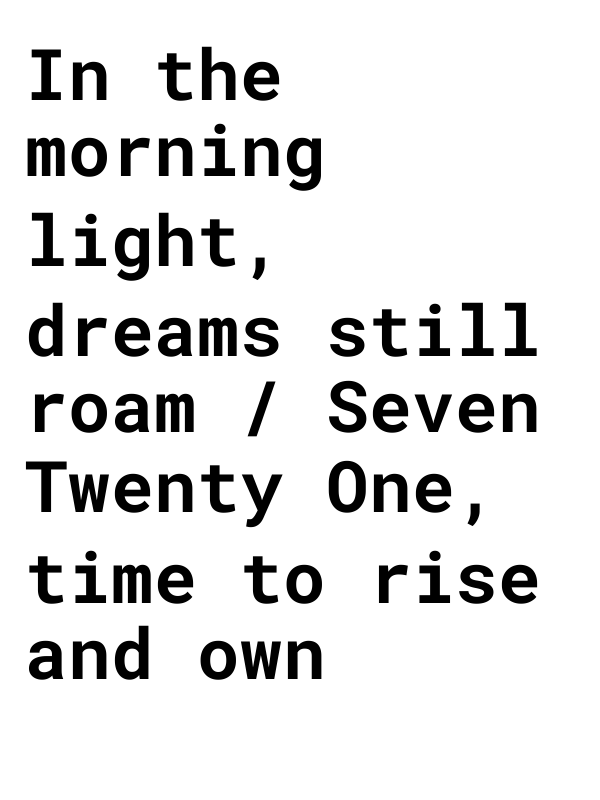 In the
morning
light,
dreams still
roam / Seven
Twenty One,
time to rise
and own